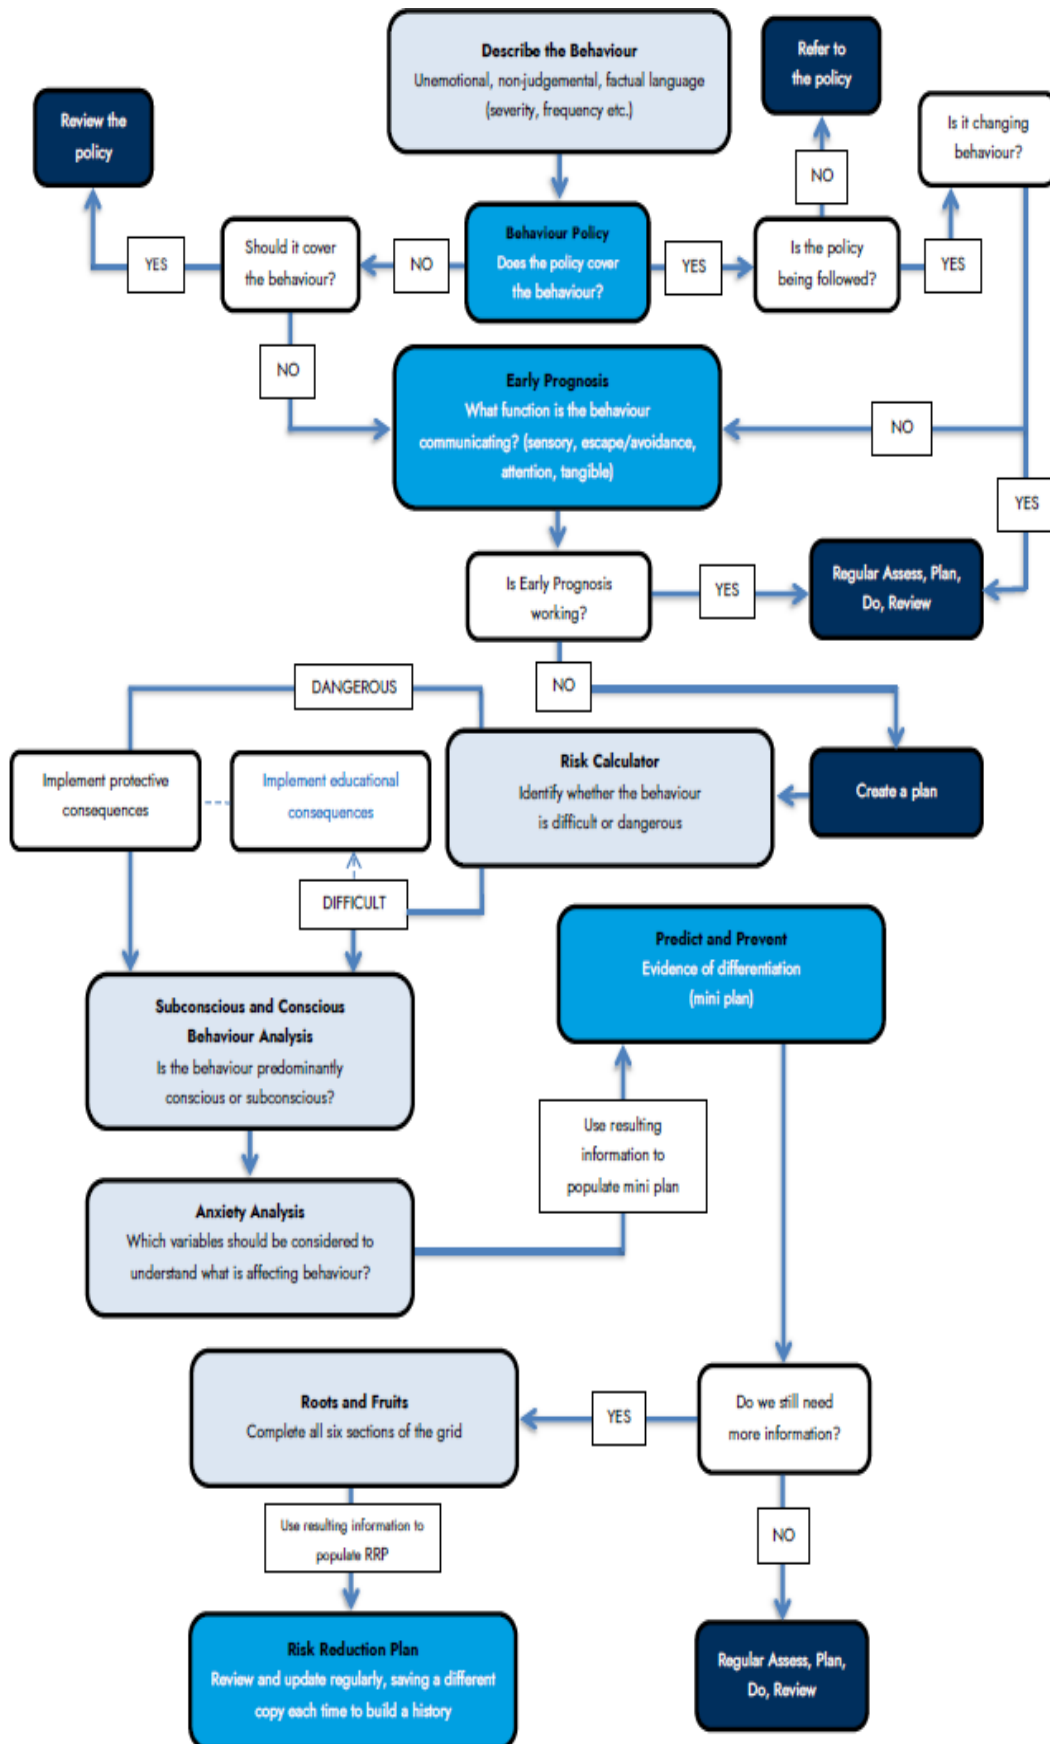 Describe the Behaviour
Unemotional, non-judgemental, factual language
(severity, frequency etc.)
Refer to
the policy
Review the
policy
Is it changing
behaviour?
NO
Behaviour Policy
Does the policy cover
the behaviour?
Should it cover
the behaviour?
YES
NO
YES
Is the policy
being followed?
YES
NO
Early Prognosis
What function is the behaviour
communicating? (sensory, escape/avoidance,
attention, tangible)
NO
YES
Is Early Prognosis
working?
YES
Regular Assess, Plan,
Do, Review
NO
DANGEROUS
Risk Calculator
Identify whether the behaviour
is difficult or dangerous
Create a plan
Implement protective
consequences
Implement educational
consequences
DIFFICULT
Predict and Prevent
Evidence of differentiation
(mini plan)
Subconscious and Conscious
Behaviour Analysis
Is the behaviour predominantly
conscious or subconscious?
Use resulting
information to
populate mini plan
Anxiety Analysis
Which variables should be considered to
understand what is affecting behaviour?
Roots and Fruits
Complete all six sections of the grid
YES
Do we still need
more information?
Use resulting information to
populate RRP
NO
Risk Reduction Plan
Review and update regularly, saving a different
copy each time to build a history
Regular Assess, Plan,
Do, Review